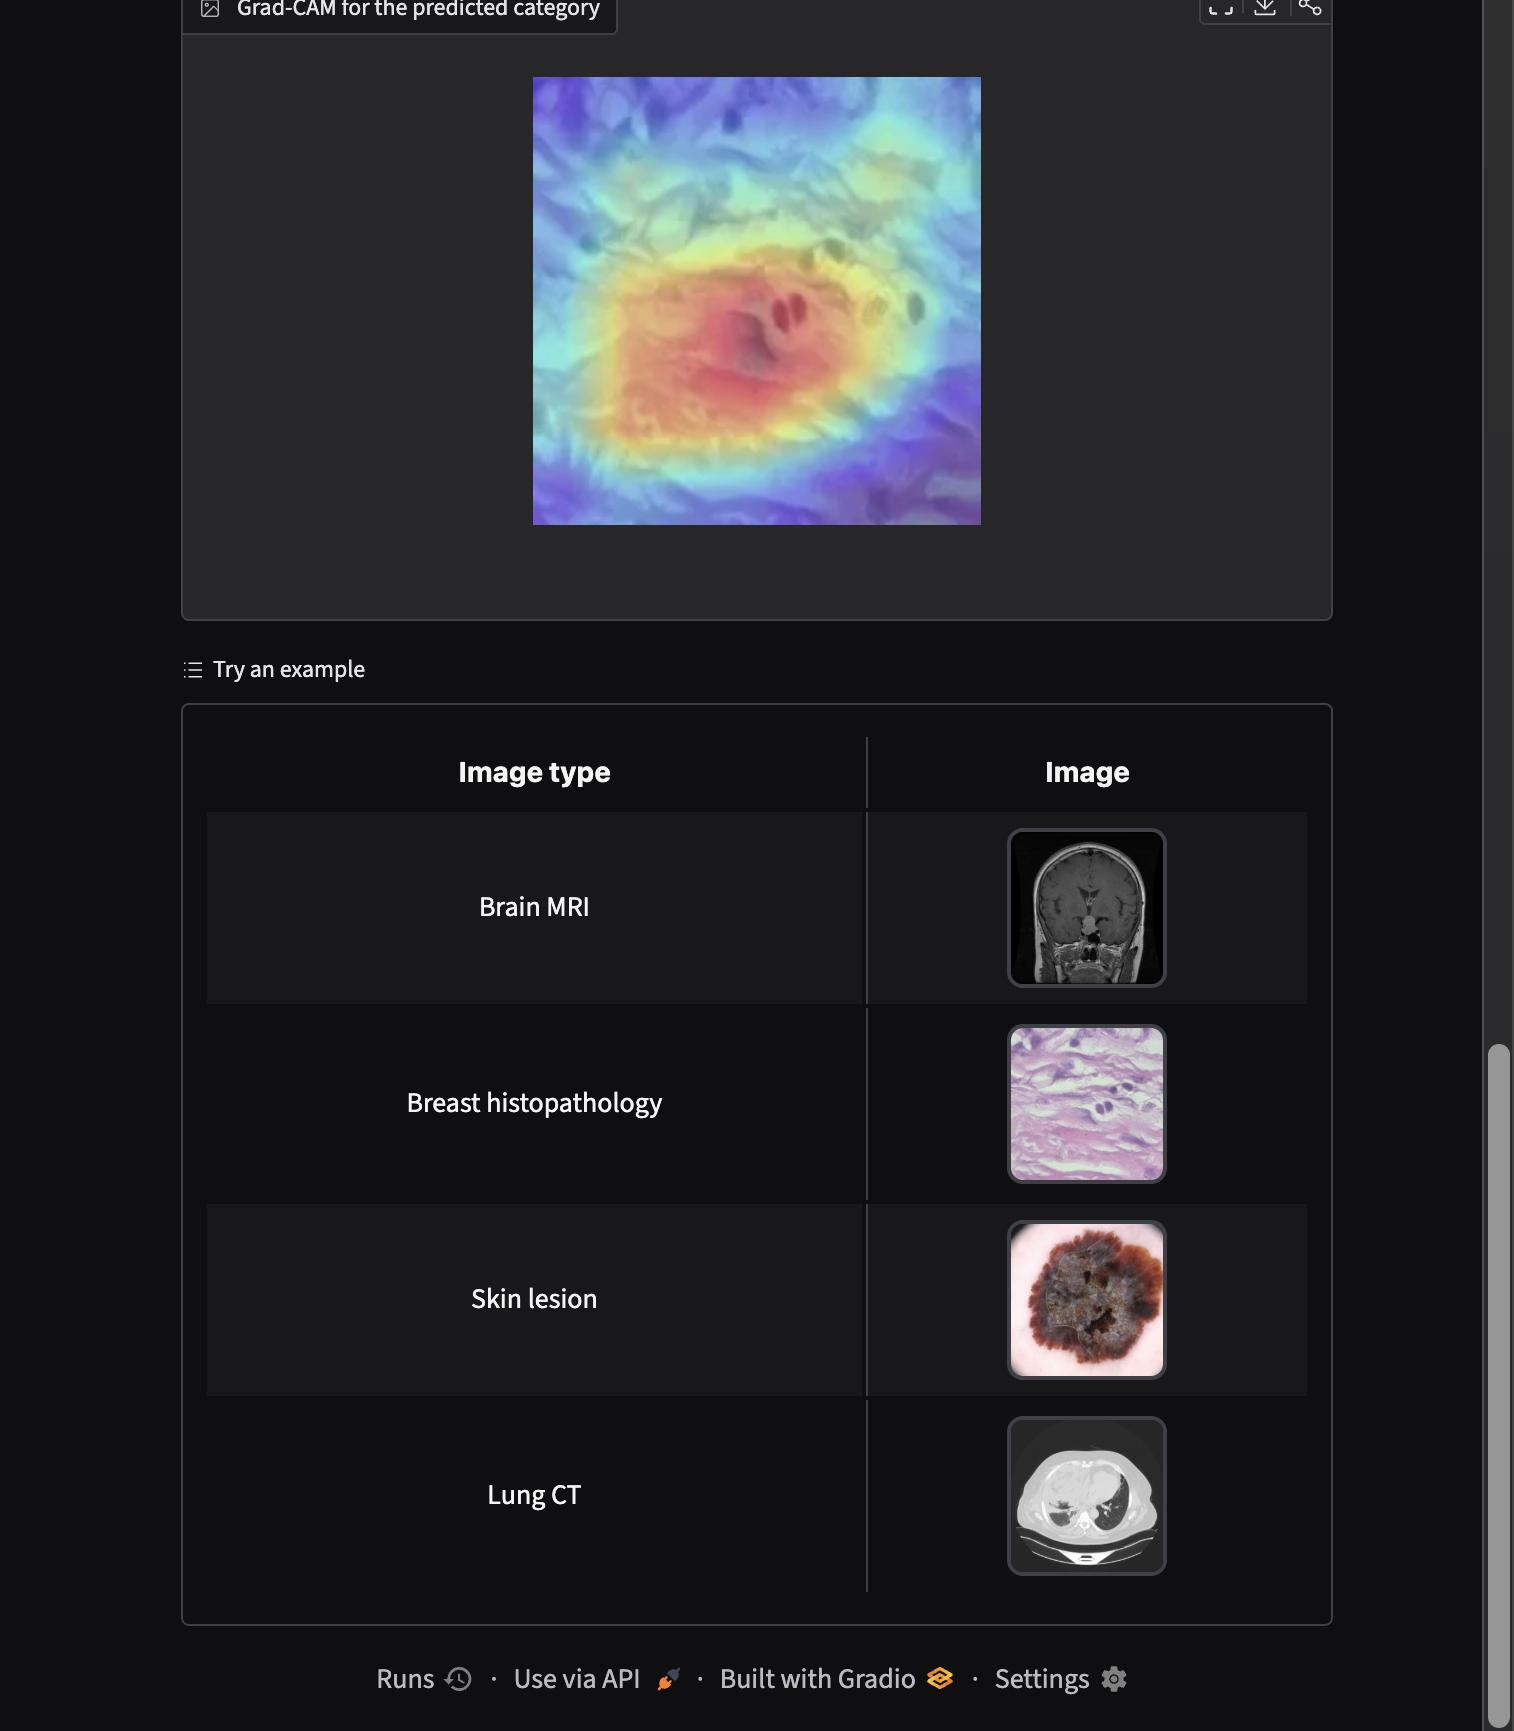 Grad-CAM for the predicted category
Try an example
Image type
Image
Brain MRI
Breast histopathology
Skin lesion
Lung CT
Runs · Use via API · Built with Gradio · Settings